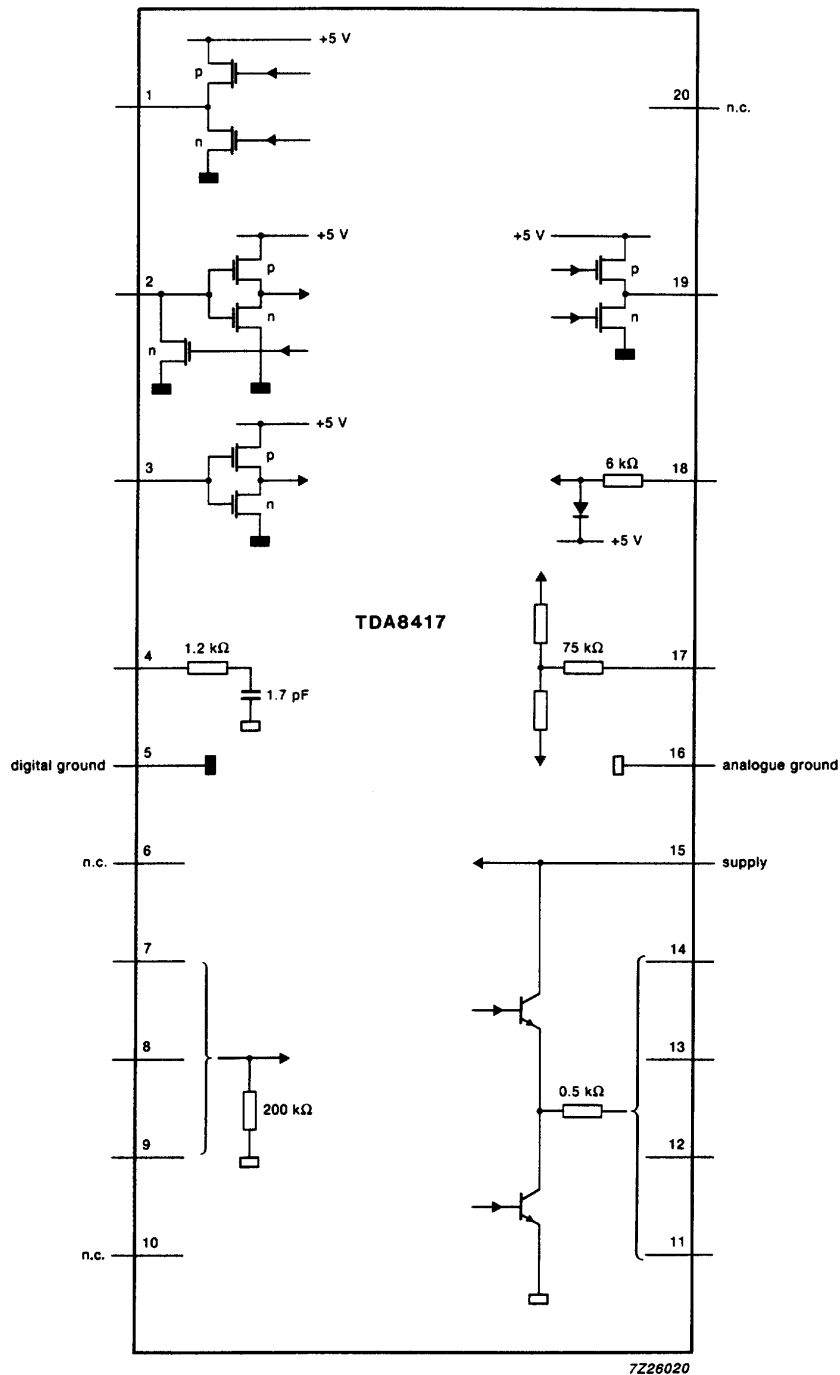 +5 V
p
1
20
n.c.
n
+5 V
+5 V
p
p
2
19
n
n
n
+5 V
p
6 kΩ
3
18
n
+5 V
TDA8417
1.2 kΩ
75 kΩ
4
17
1.7 pF
5
16
digital ground
analogue ground
6
15
n.c.
supply
7
14
8
13
0.5 kΩ
200 kΩ
9
12
10
11
n.c.
7Z26020